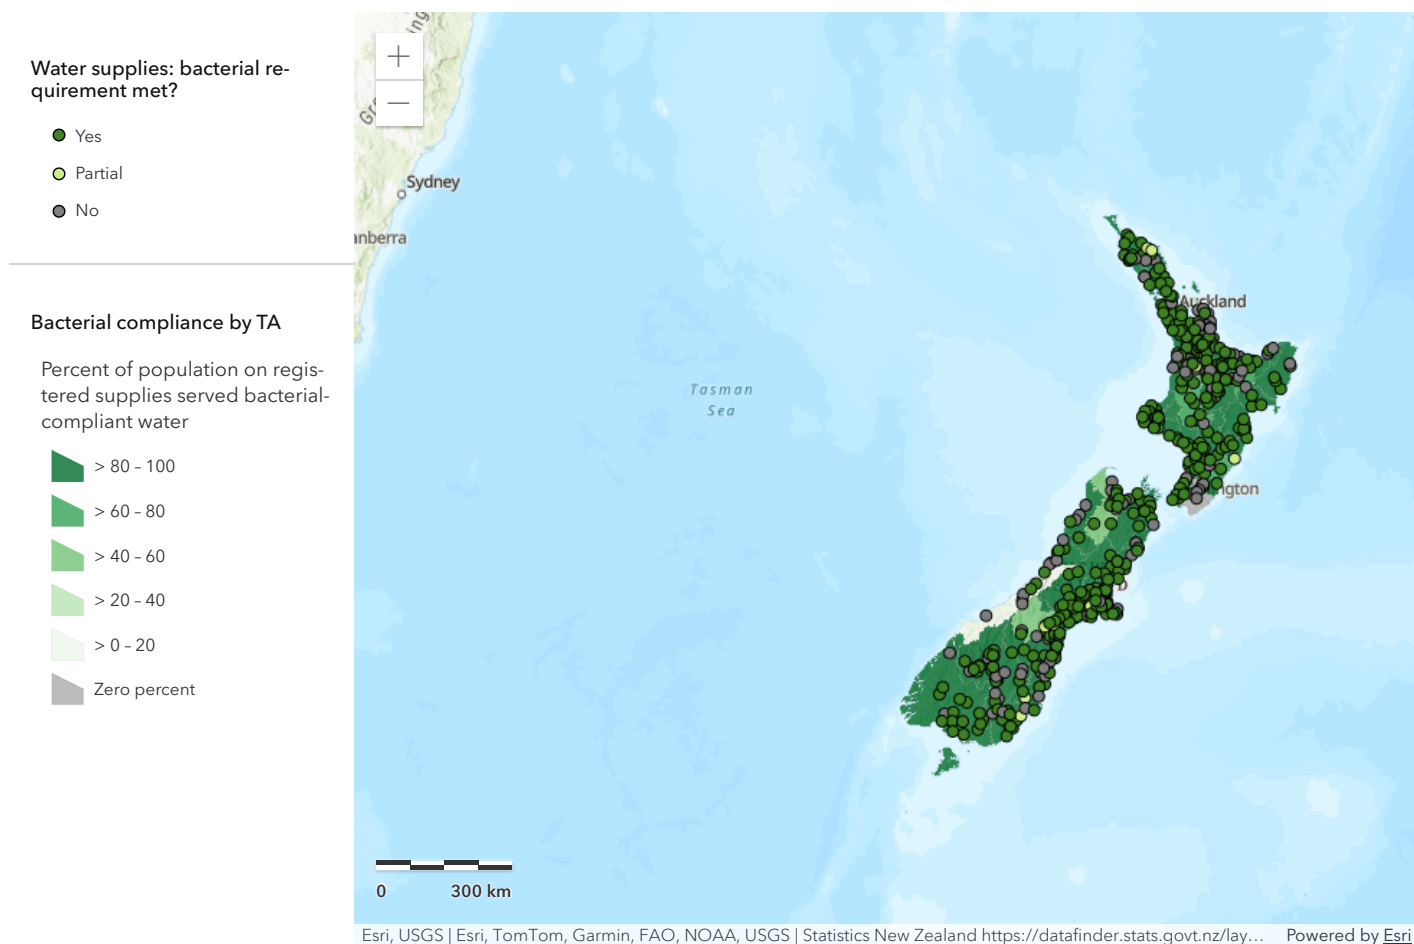 Water supplies: bacterial re-
quirement met?
Yes
Partial
No
Bacterial compliance by TA
Percent of population on regis-
tered supplies served bacterial-
compliant water
> 80 – 100
> 60 – 80
> 40 – 60
> 20 – 40
> 0 – 20
Zero percent
+
−
Sydney
anberra
Tasman
Sea
Auckland
ngton
0 300 km
Esri, USGS | Esri, TomTom, Garmin, FAO, NOAA, USGS | Statistics New Zealand https://datafinder.stats.govt.nz/lay… Powered by Esri